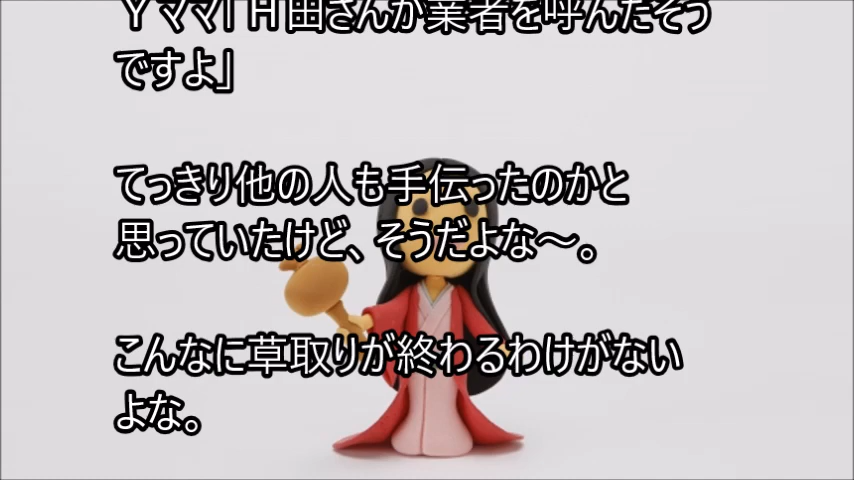 Yママ「H田さんが業者を呼んだそう
ですよ」
てっきり他の人も手伝ったのかと
思っていたけど、そうだよな～。
こんなに草取りが終わるわけがない
よな。